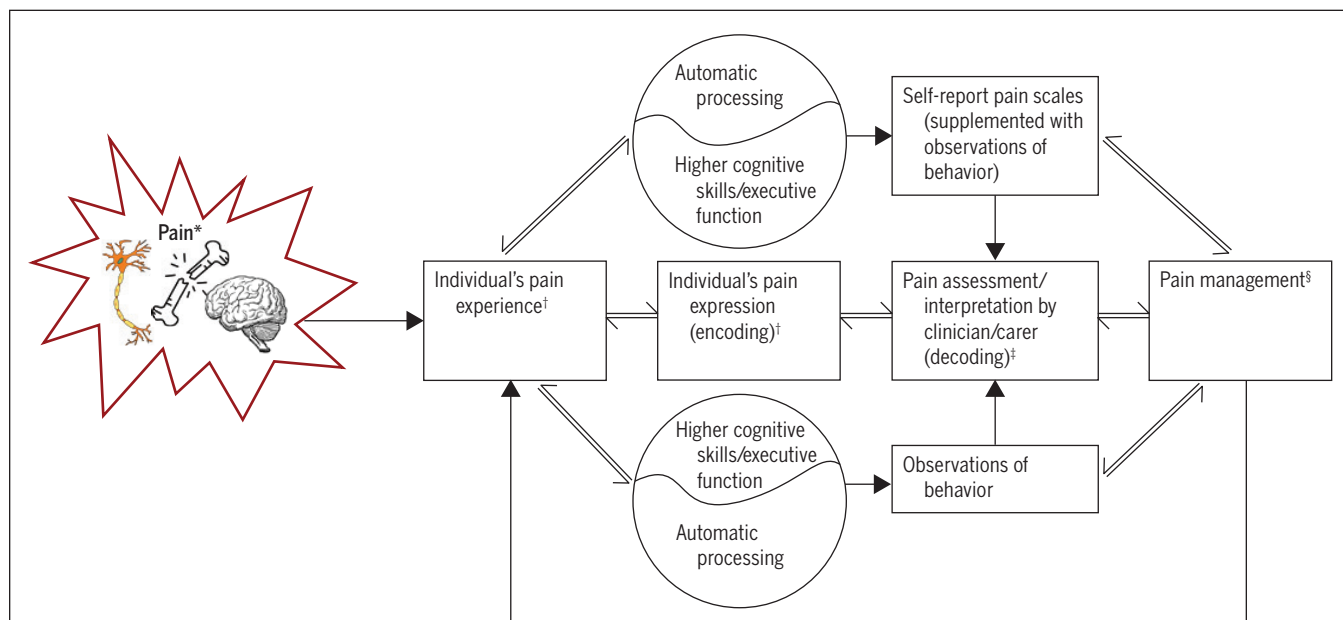 Automatic
processing
Higher cognitive
skills/executive
function
Self-report pain scales
(supplemented with
observations of
behavior)
Pain*
Individual's pain
experience†
Individual's pain
expression
(encoding)†
Pain assessment/
interpretation by
clinician/carer
(decoding)‡
Pain management§
Higher cognitive
skills/executive
function
Automatic
processing
Observations of
behavior